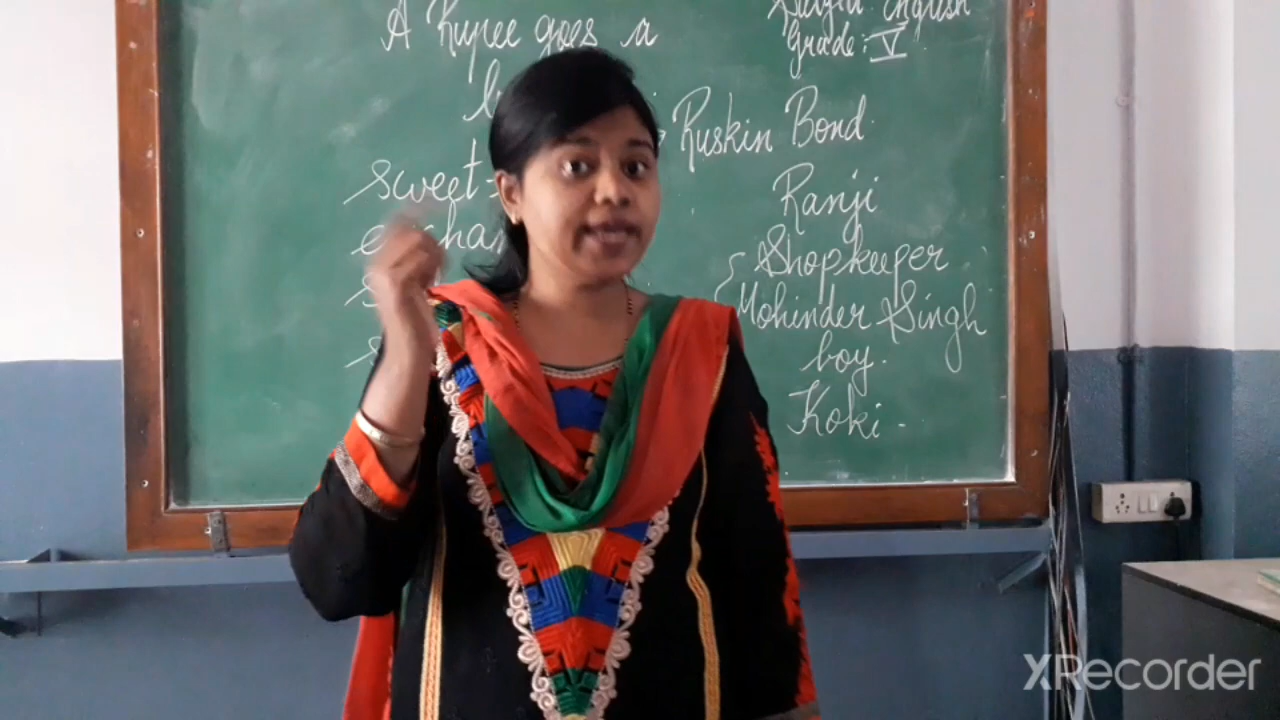 A Rupee goes a
English
Grade : V
Ruskin Bond
sweet
Ranji
Shopkeeper
Mohinder Singh
boy.
Koki.
XRecorder